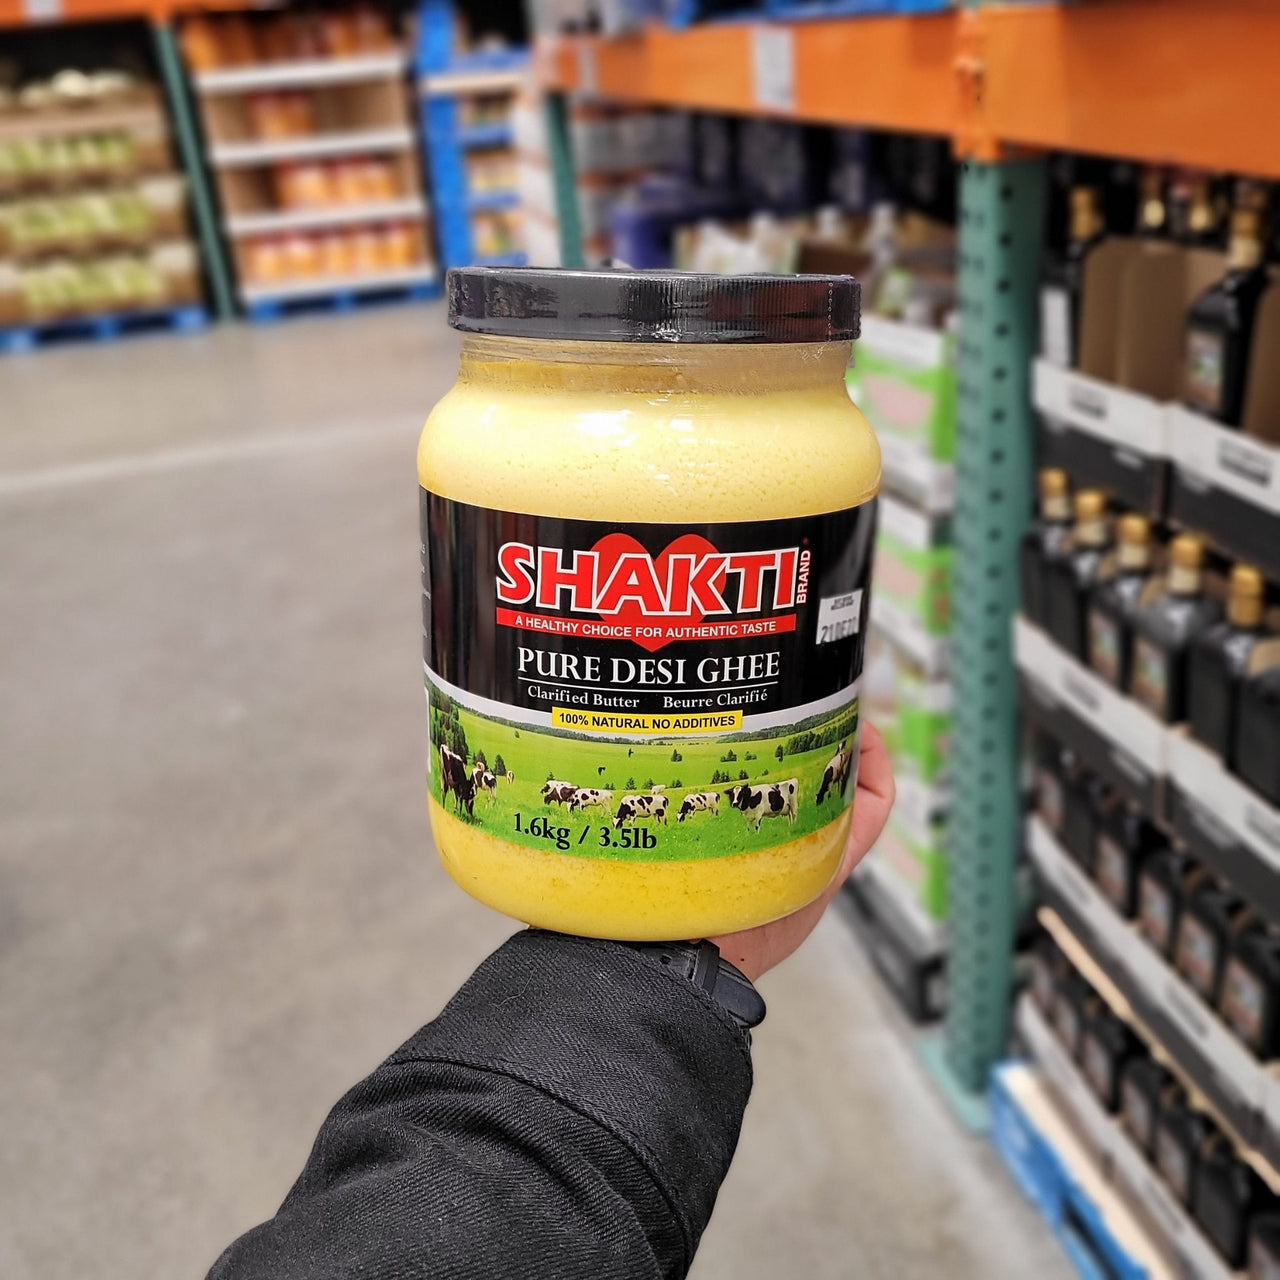 SHAKTI
BRAND
A HEALTHY CHOICE FOR AUTHENTIC TASTE
PURE DESI GHEE
Clarified Butter Beurre Clarifié
100% NATURAL NO ADDITIVES
1.6kg / 3.5lb